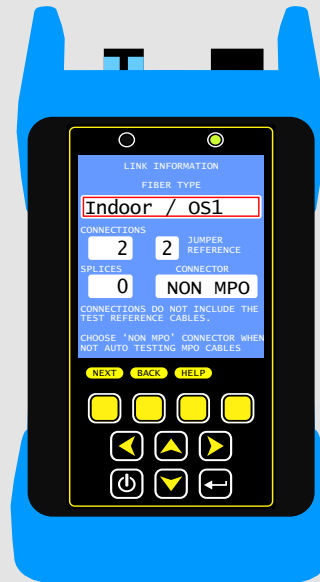 LINK INFORMATION
FIBER TYPE
Indoor / OS1
CONNECTIONS
2 2 JUMPER REFERENCE
SPLICES CONNECTOR
0 NON MPO
CONNECTIONS DO NOT INCLUDE THE
TEST REFERENCE CABLES.
CHOOSE 'NON MPO' CONNECTOR WHEN
NOT AUTO TESTING MPO CABLES
NEXT BACK HELP